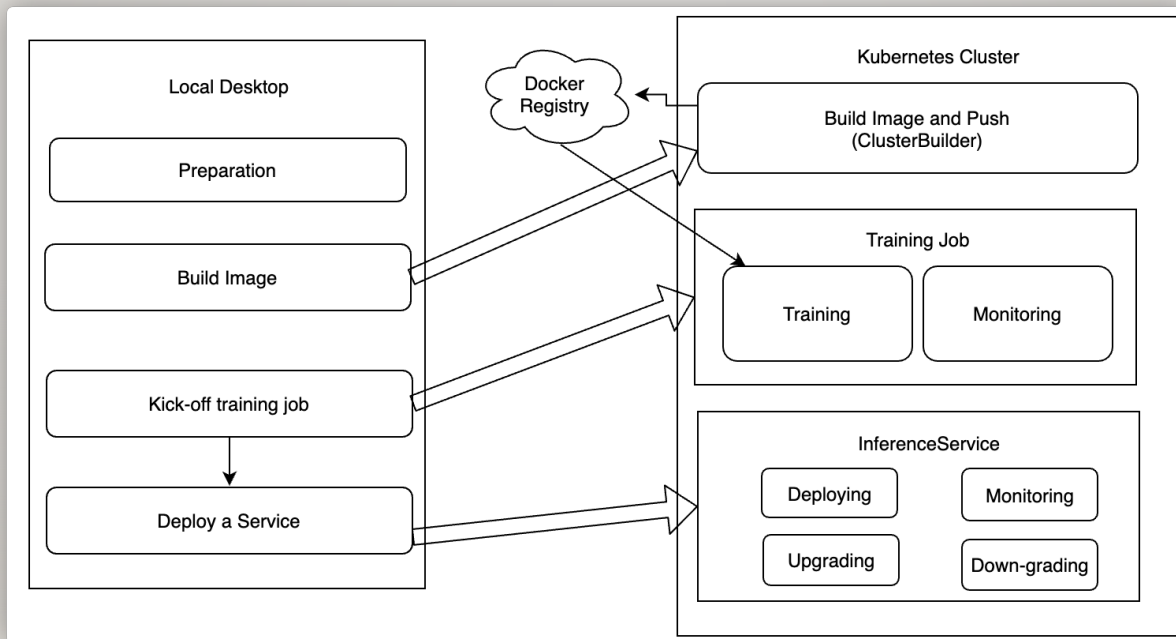 Local Desktop
Preparation
Build Image
Kick-off training job
Deploy a Service
Docker
Registry
Kubernetes Cluster
Build Image and Push
(ClusterBuilder)
Training Job
Training
Monitoring
InferenceService
Deploying
Monitoring
Upgrading
Down-grading